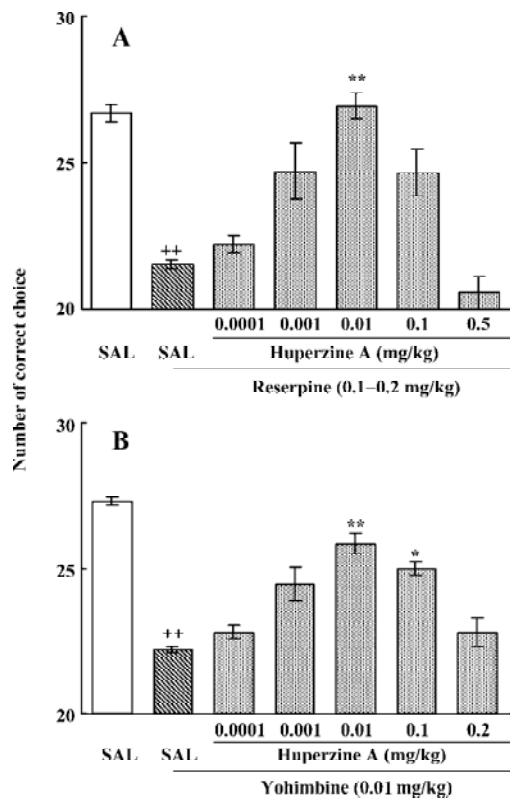 30
A
**
25
++
20
0.0001 0.001 0.01 0.1 0.5
SAL SAL Huperzine A (mg/kg)
Reserpine (0.1–0.2 mg/kg)
Number of correct choice
30
B
**
*
25
++
20
0.0001 0.001 0.01 0.1 0.2
SAL SAL Huperzine A (mg/kg)
Yohimbine (0.01 mg/kg)